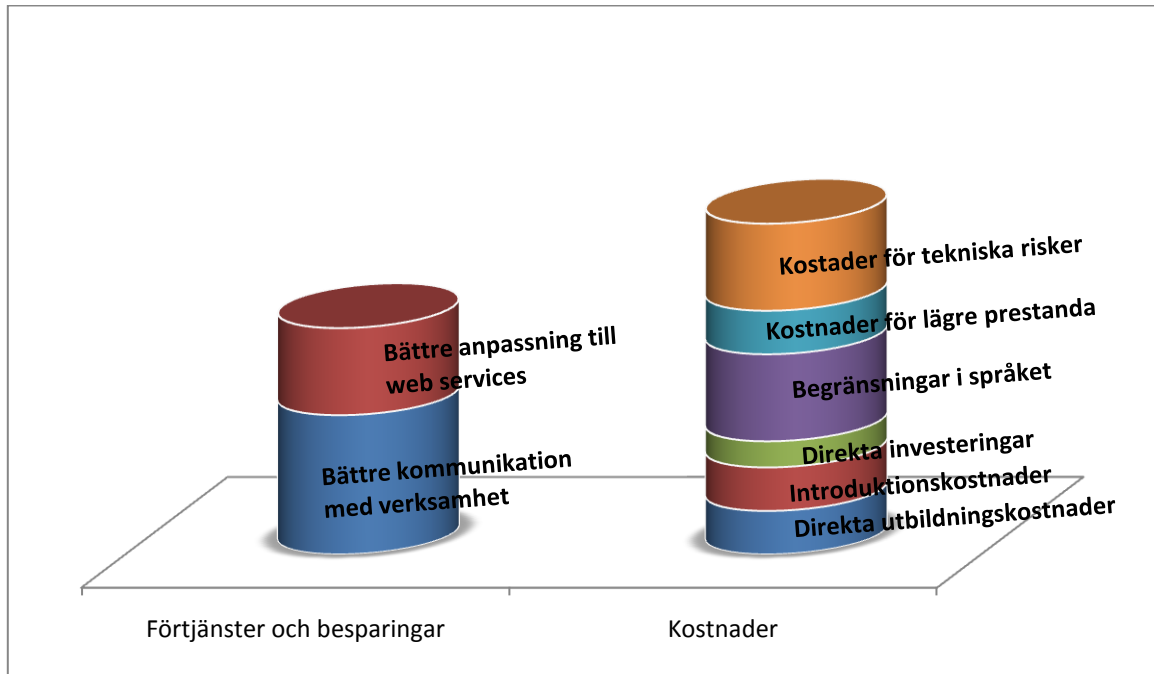 Kostader för tekniska risker
Kostnader för lägre prestanda
Bättre anpassning till
web services
Begränsningar i språket
Direkta investeringar
Bättre kommunikation
med verksamhet
Introduktionskostnader
Direkta utbildningskostnader
Förtjänster och besparingar
Kostnader